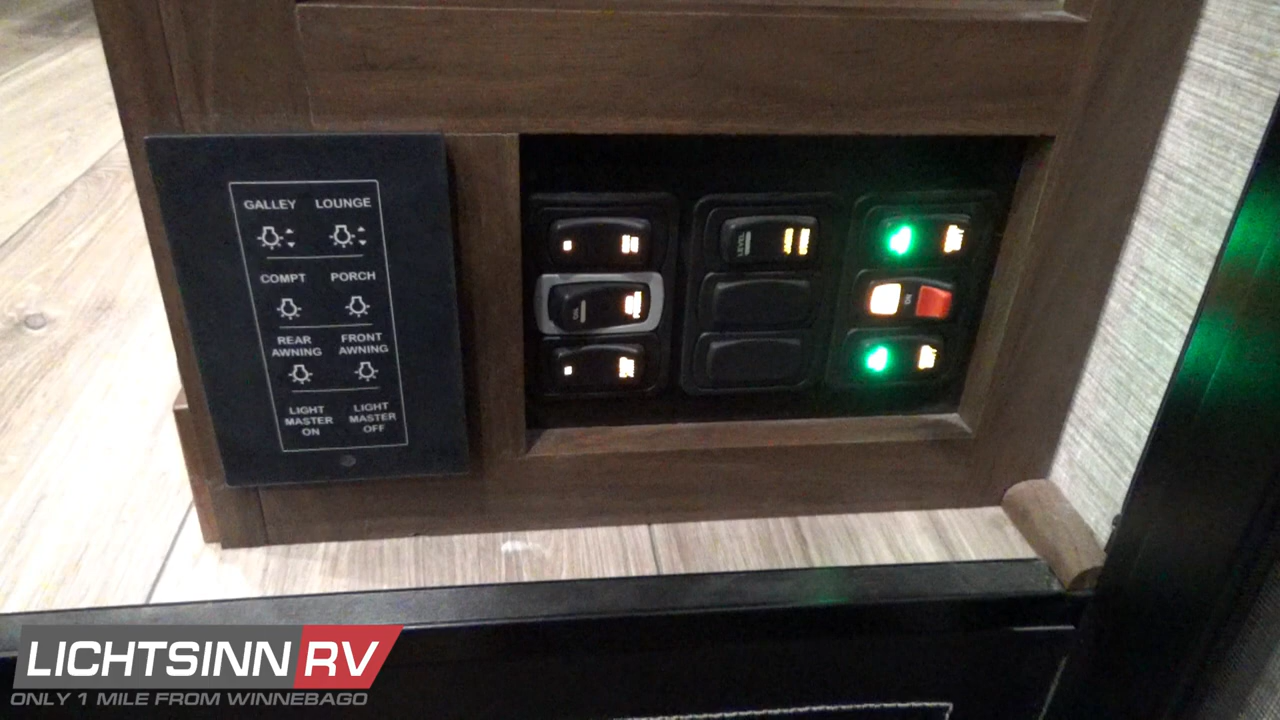 GALLEY LOUNGE
COMPT PORCH
REAR AWNING FRONT AWNING
LIGHT MASTER ON LIGHT MASTER OFF
LEVEL
LICHTSINN RV
ONLY 1 MILE FROM WINNEBAGO